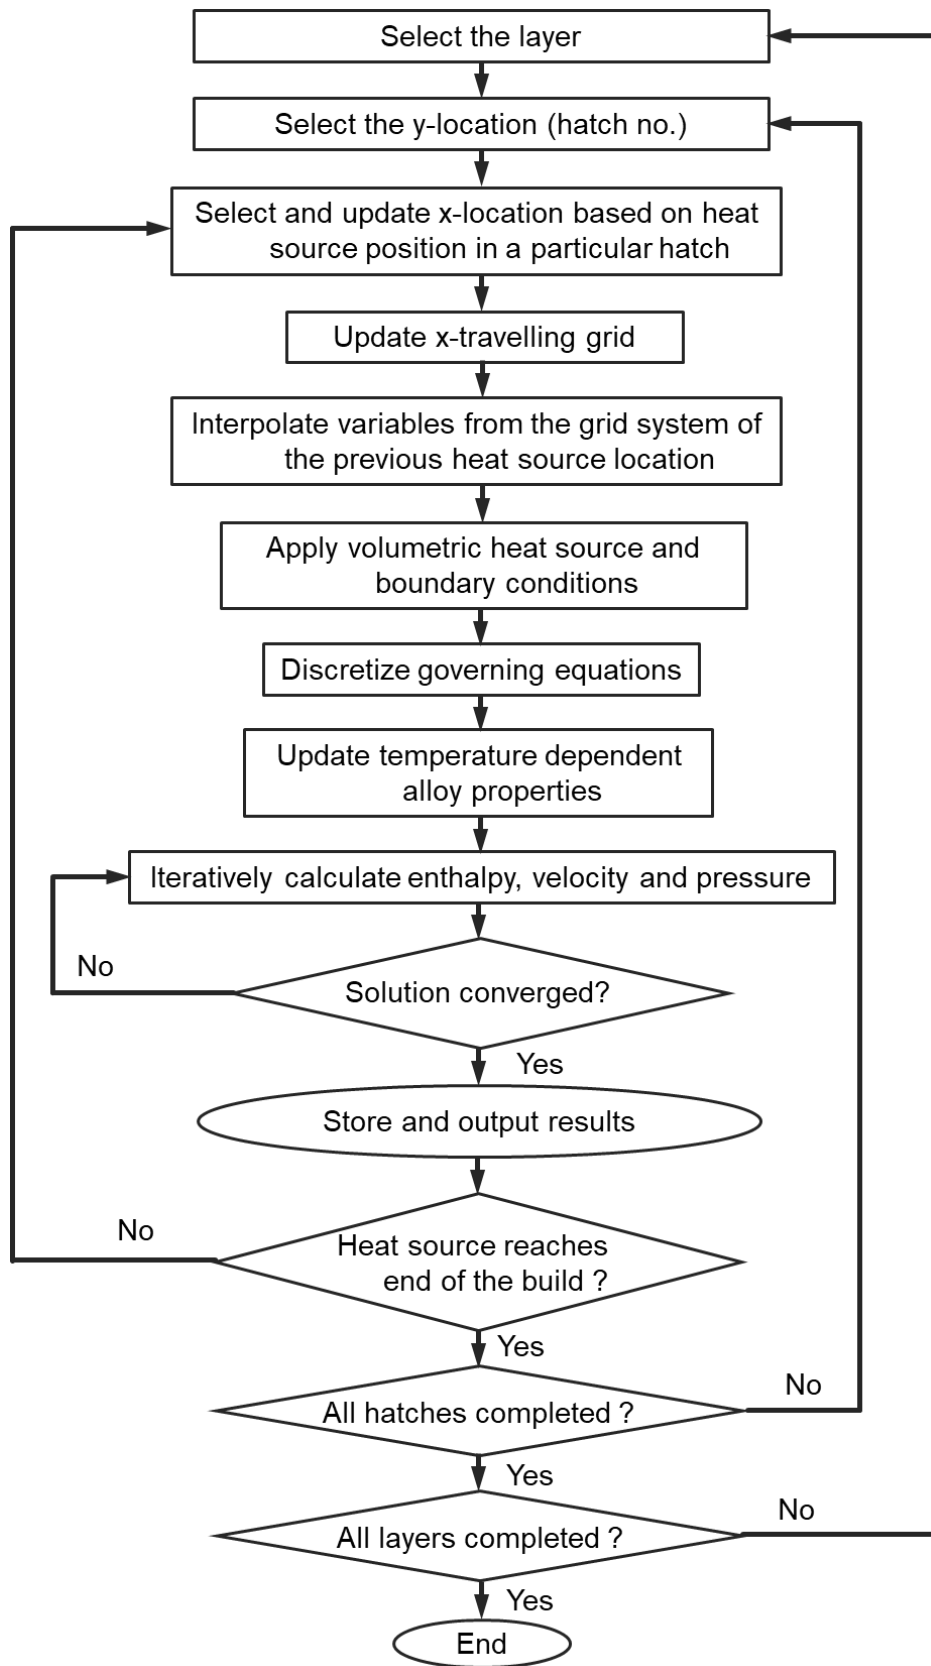 Select the layer
Select the y-location (hatch no.)
Select and update x-location based on heat
source position in a particular hatch
Update x-travelling grid
Interpolate variables from the grid system of
the previous heat source location
Apply volumetric heat source and
boundary conditions
Discretize governing equations
Update temperature dependent
alloy properties
Iteratively calculate enthalpy, velocity and pressure
No
Solution converged?
Yes
Store and output results
No
Heat source reaches
end of the build ?
Yes
No
All hatches completed ?
Yes
No
All layers completed ?
Yes
End